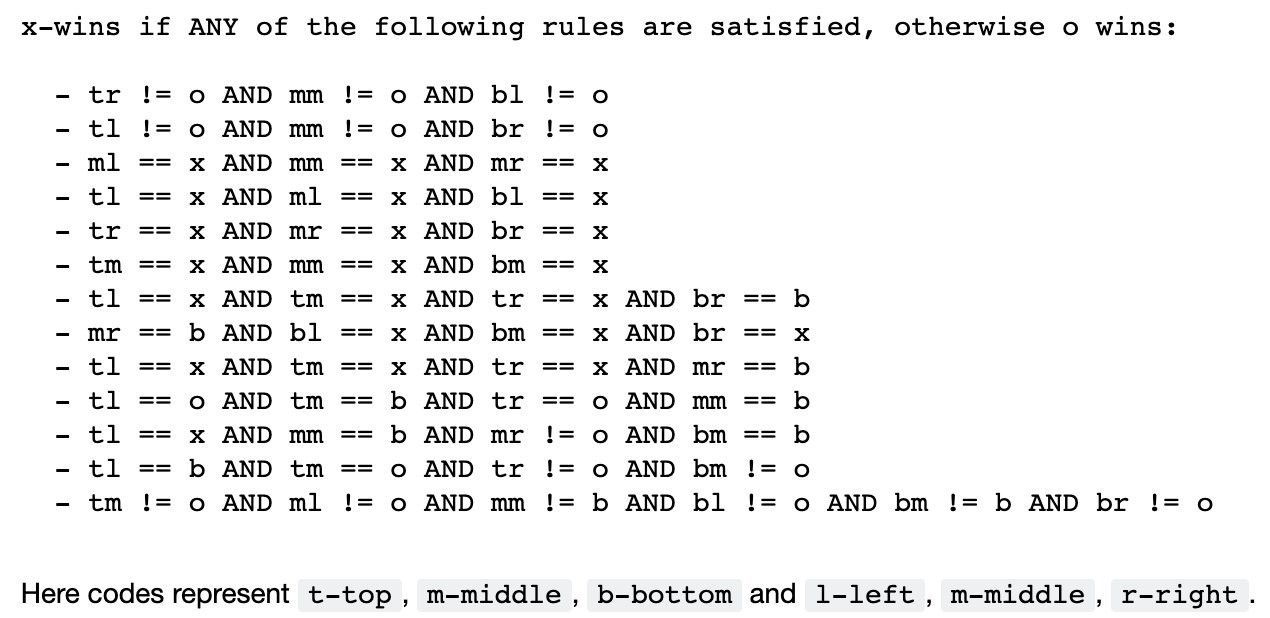 x-wins if ANY of the following rules are satisfied, otherwise o wins:
- tr != o AND mm != o AND bl != o
- tl != o AND mm != o AND br != o
- ml == x AND mm == x AND mr == x
- tl == x AND ml == x AND bl == x
- tr == x AND mr == x AND br == x
- tm == x AND mm == x AND bm == x
- tl == x AND tm == x AND tr == x AND br == b
- mr == b AND bl == x AND bm == x AND br == x
- tl == x AND tm == x AND tr == x AND mr == b
- tl == o AND tm == b AND tr == o AND mm == b
- tl == x AND mm == b AND mr != o AND bm == b
- tl == b AND tm == o AND tr != o AND bm != o
- tm != o AND ml != o AND mm != b AND bl != o AND bm != b AND br != o
Here codes represent t-top, m-middle, b-bottom and l-left, m-middle, r-right.